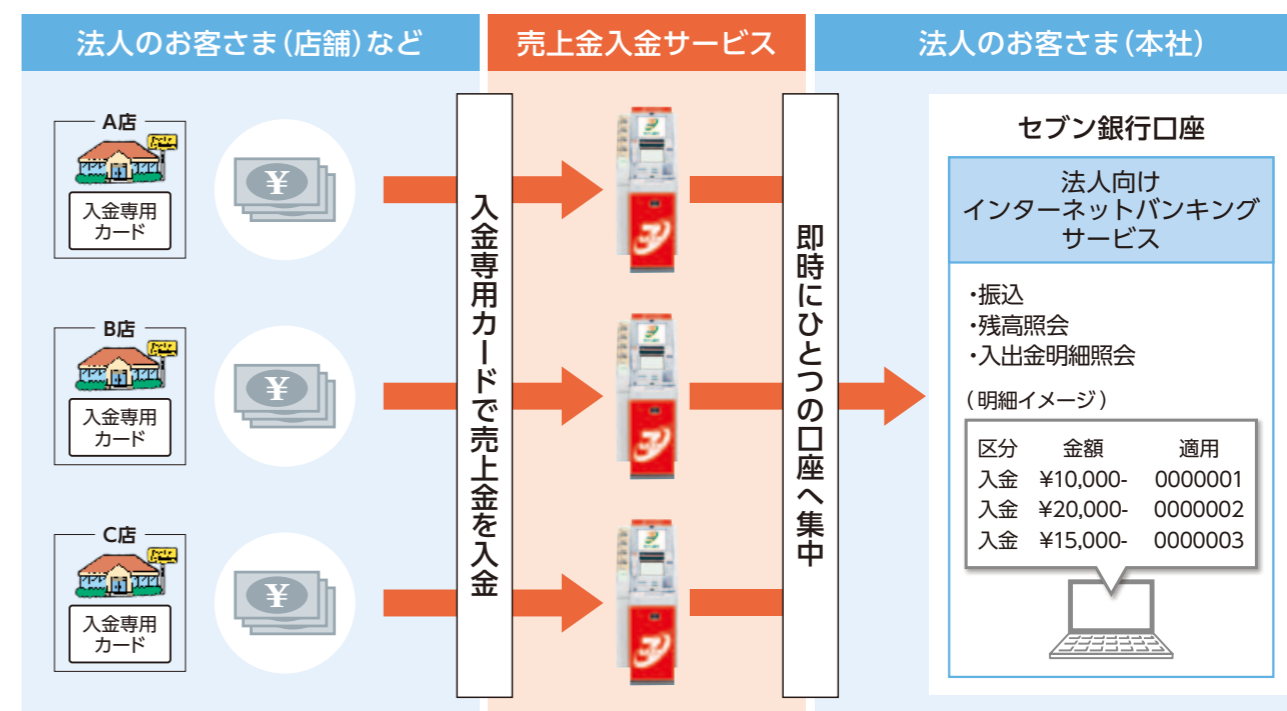 法人のお客さま(店舗)など
売上金入金サービス
法人のお客さま(本社)
A店
入金専用
カード
¥
B店
入金専用
カード
¥
C店
入金専用
カード
¥
入金専用カードで売上金を入金
即時にひとつの口座へ集中
セブン銀行口座
法人向け
インターネットバンキング
サービス
・振込
・残高照会
・入出金明細照会
(明細イメージ)
区分 金額 適用
入金 ¥10,000- 0000001
入金 ¥20,000- 0000002
入金 ¥15,000- 0000003